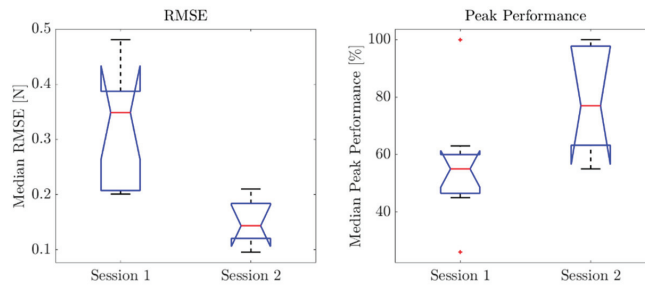 RMSE
Median RMSE [N]
0.5
0.4
0.3
0.2
0.1
Session 1
Session 2
Peak Performance
Median Peak Performance [%]
100
80
60
40
Session 1
Session 2